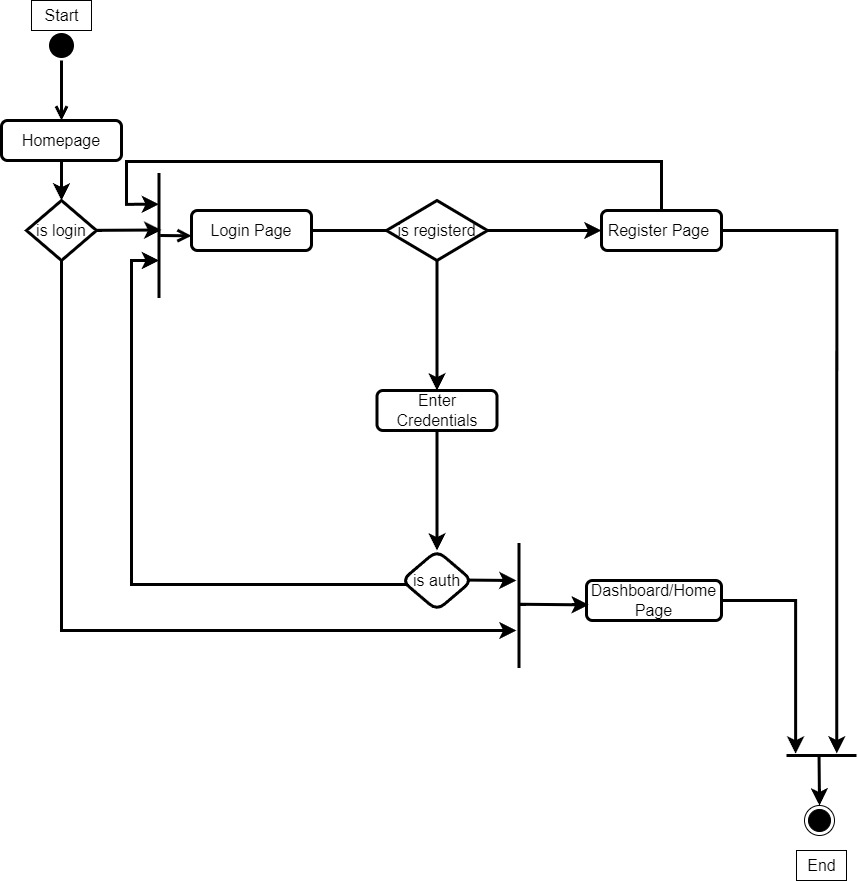 Start
Homepage
is login
Login Page
is registerd
Register Page
Enter
Credentials
is auth
Dashboard/Home
Page
End